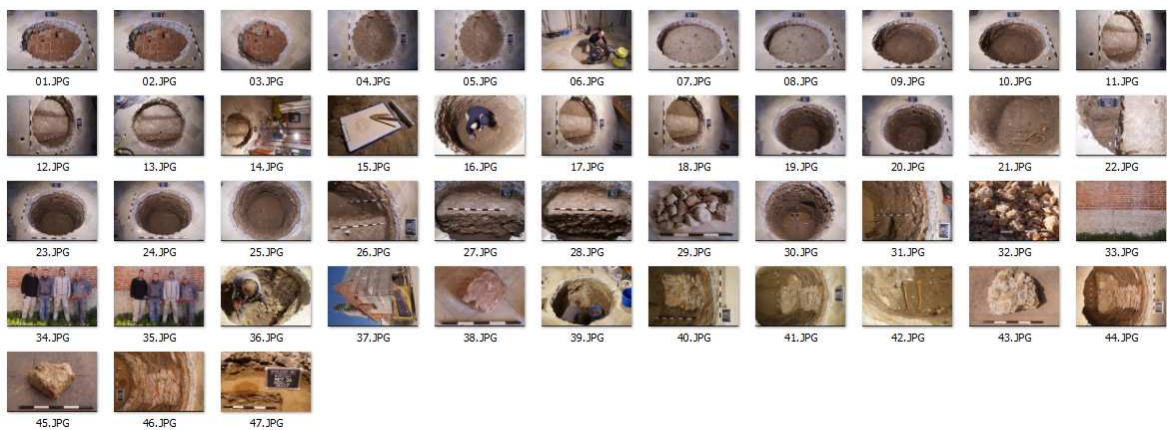 01.JPG 02.JPG 03.JPG 04.JPG 05.JPG 06.JPG 07.JPG 08.JPG 09.JPG 10.JPG 11.JPG
12.JPG 13.JPG 14.JPG 15.JPG 16.JPG 17.JPG 18.JPG 19.JPG 20.JPG 21.JPG 22.JPG
23.JPG 24.JPG 25.JPG 26.JPG 27.JPG 28.JPG 29.JPG 30.JPG 31.JPG 32.JPG 33.JPG
34.JPG 35.JPG 36.JPG 37.JPG 38.JPG 39.JPG 40.JPG 41.JPG 42.JPG 43.JPG 44.JPG
45.JPG 46.JPG 47.JPG